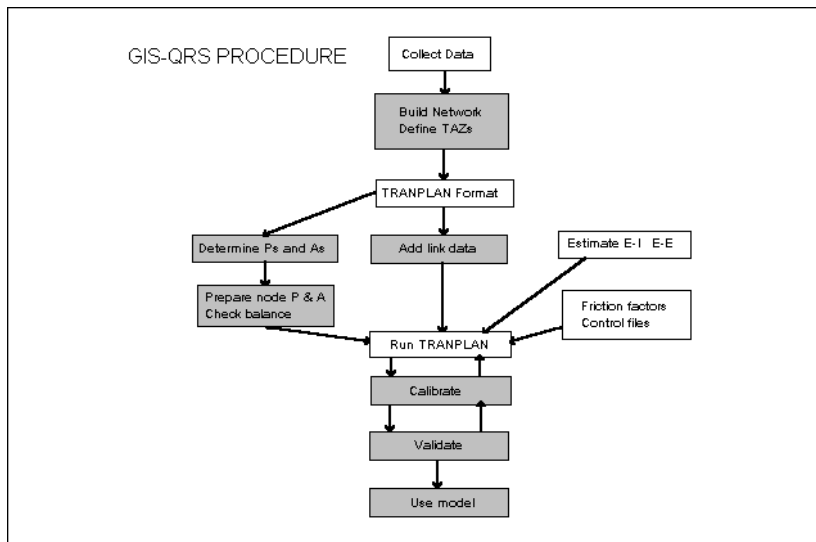 GIS-QRS PROCEDURE
Collect Data
Build Network
Define TAZs
TRANPLAN Format
Determine Ps and As
Add link data
Estimate E-I E-E
Prepare node P & A
Check balance
Friction factors
Control files
Run TRANPLAN
Calibrate
Validate
Use model